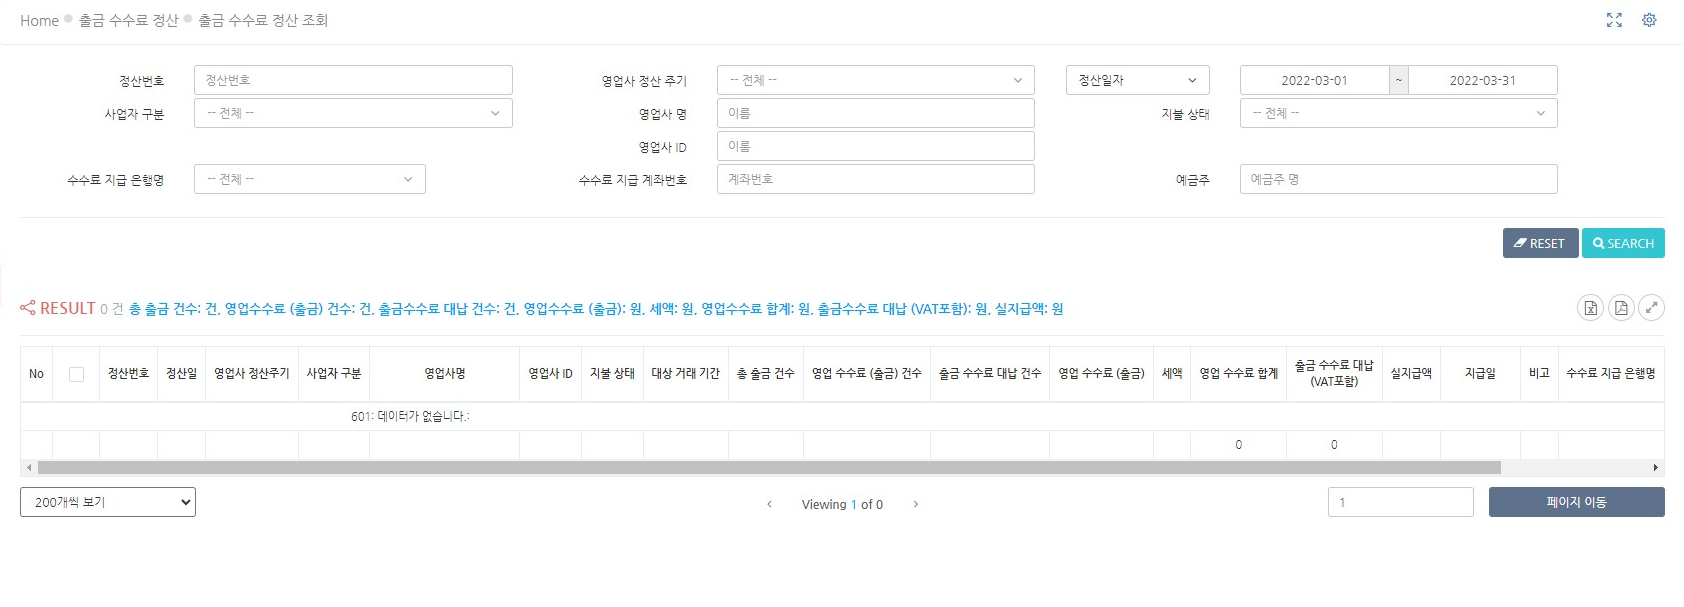 Home 출금 수수료 정산 출금 수수료 정산 조회
정산번호 정산번호 영업사 정산 주기 -- 전체 -- 정산일자 2022-03-01 ~ 2022-03-31
사업자 구분 -- 전체 -- 영업사 명 이름 지불 상태 -- 전체 --
영업사 ID 이름
수수료 지급 은행명 -- 전체 -- 수수료 지급 계좌번호 계좌번호 예금주 예금주 명
RESET SEARCH
RESULT 0 건 총 출금 건수: 건, 영업수수료 (출금) 건수: 건, 출금수수료 대납 건수: 건, 영업수수료 (출금): 원, 세액: 원, 영업수수료 합계: 원, 출금수수료 대납 (VAT포함): 원, 실지급액: 원
No 정산번호 정산일 영업사 정산주기 사업자 구분 영업사명 영업사 ID 지불 상태 대상 거래 기간 총 출금 건수 영업 수수료 (출금) 건수 출금 수수료 대납 건수 영업 수수료 (출금) 세액 영업 수수료 합계 출금 수수료 대납 (VAT포함) 실지급액 지급일 비고 수수료 지급 은행명
601: 데이터가 없습니다.:
0 0
200개씩 보기 Viewing 1 of 0 1 페이지 이동